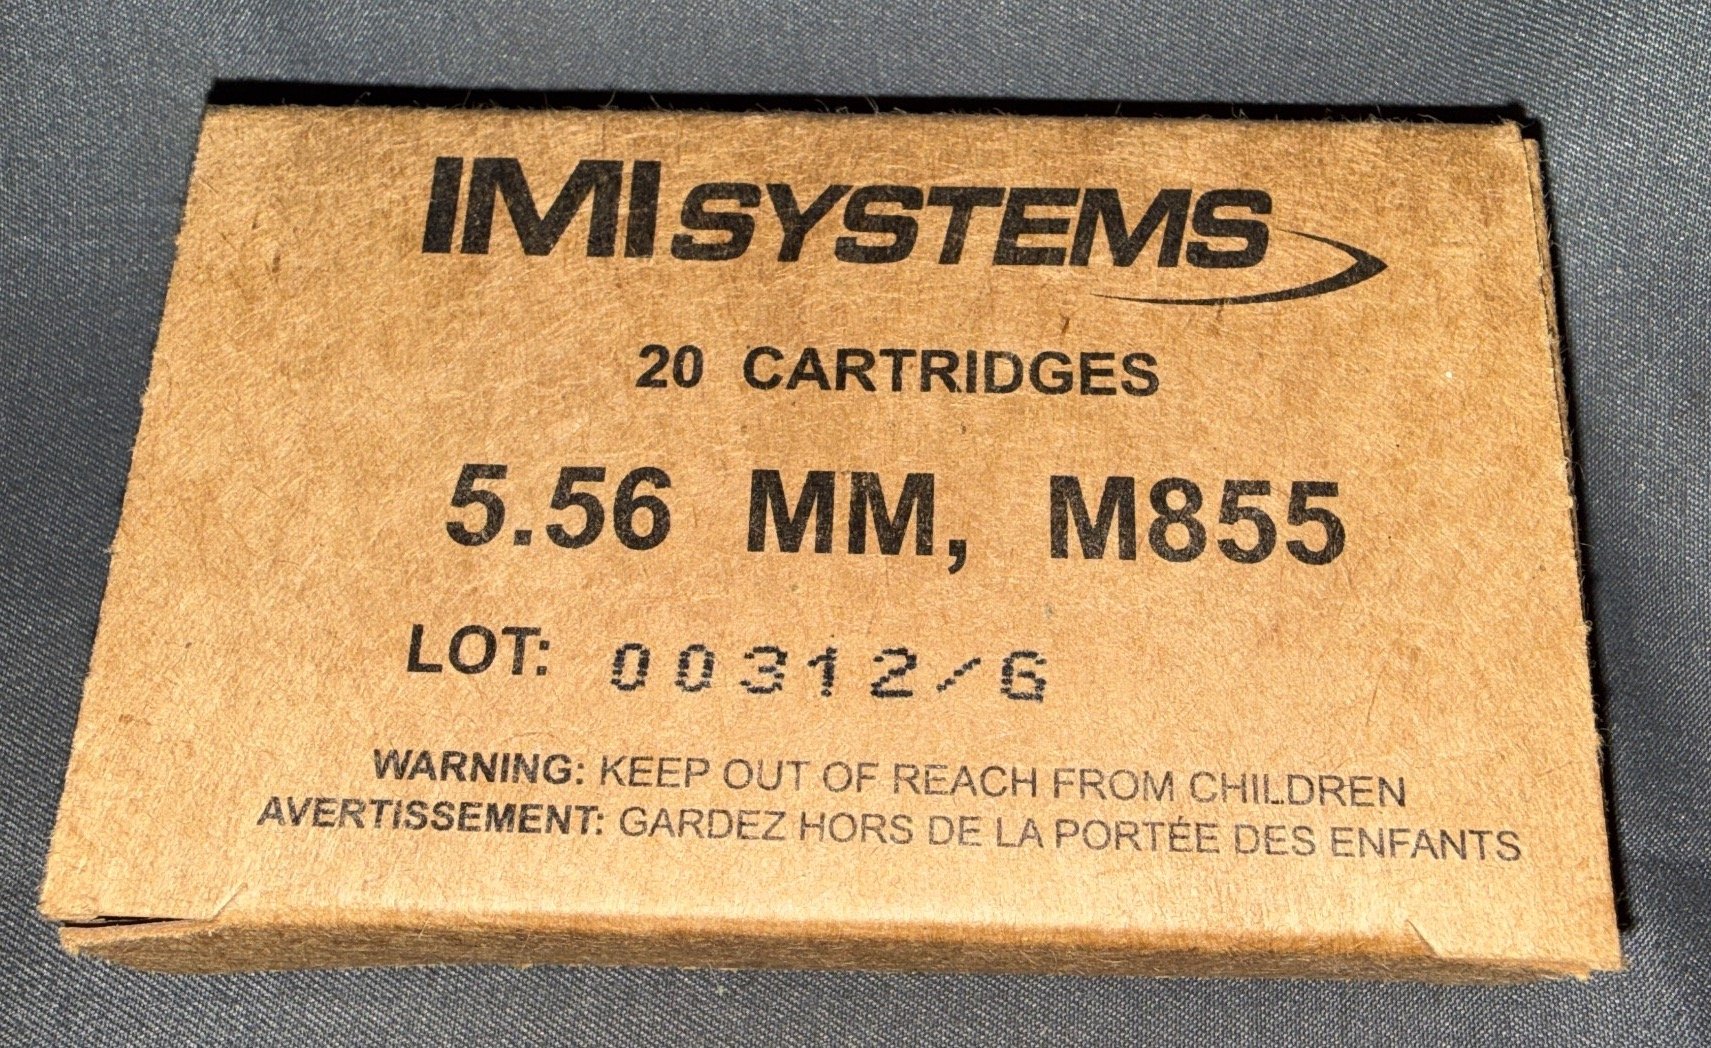 IMI SYSTEMS
20 CARTRIDGES
5.56 MM, M855
LOT: 00312/6
WARNING: KEEP OUT OF REACH FROM CHILDREN
AVERTISSEMENT: GARDEZ HORS DE LA PORTÉE DES ENFANTS